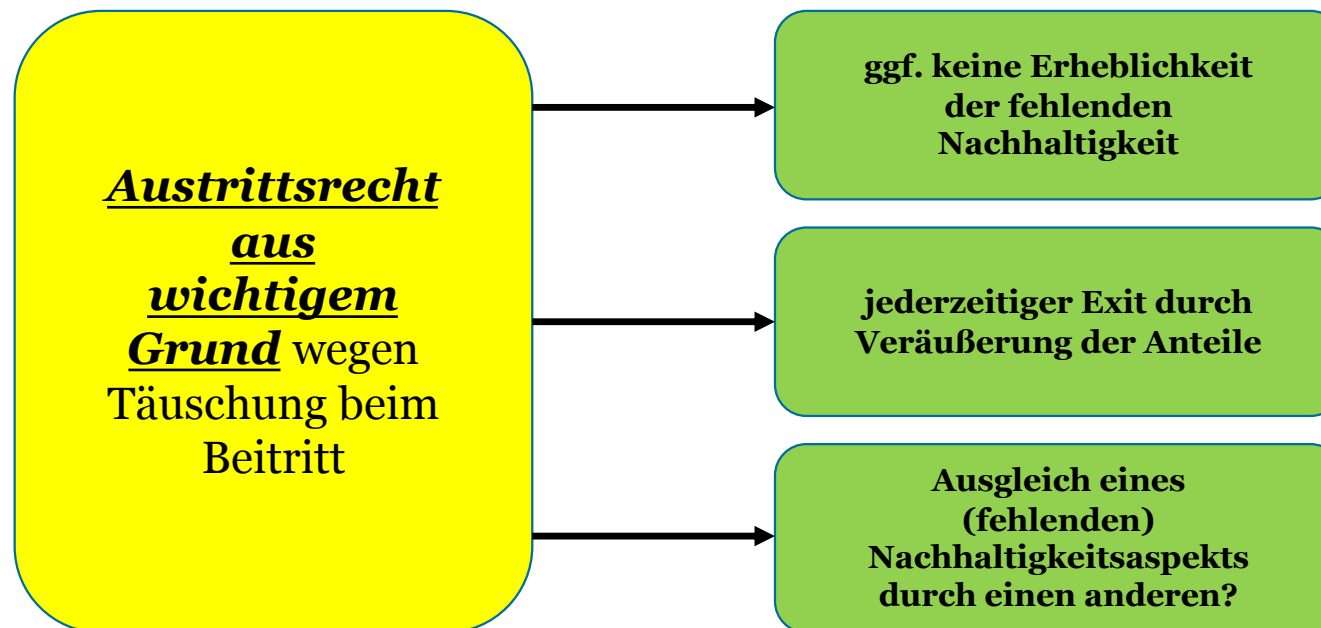 Austrittsrecht
aus
wichtigem
Grund wegen
Täuschung beim
Beitritt
ggf. keine Erheblichkeit
der fehlenden
Nachhaltigkeit
jederzeitiger Exit durch
Veräußerung der Anteile
Ausgleich eines
(fehlenden)
Nachhaltigkeitsaspekts
durch einen anderen?